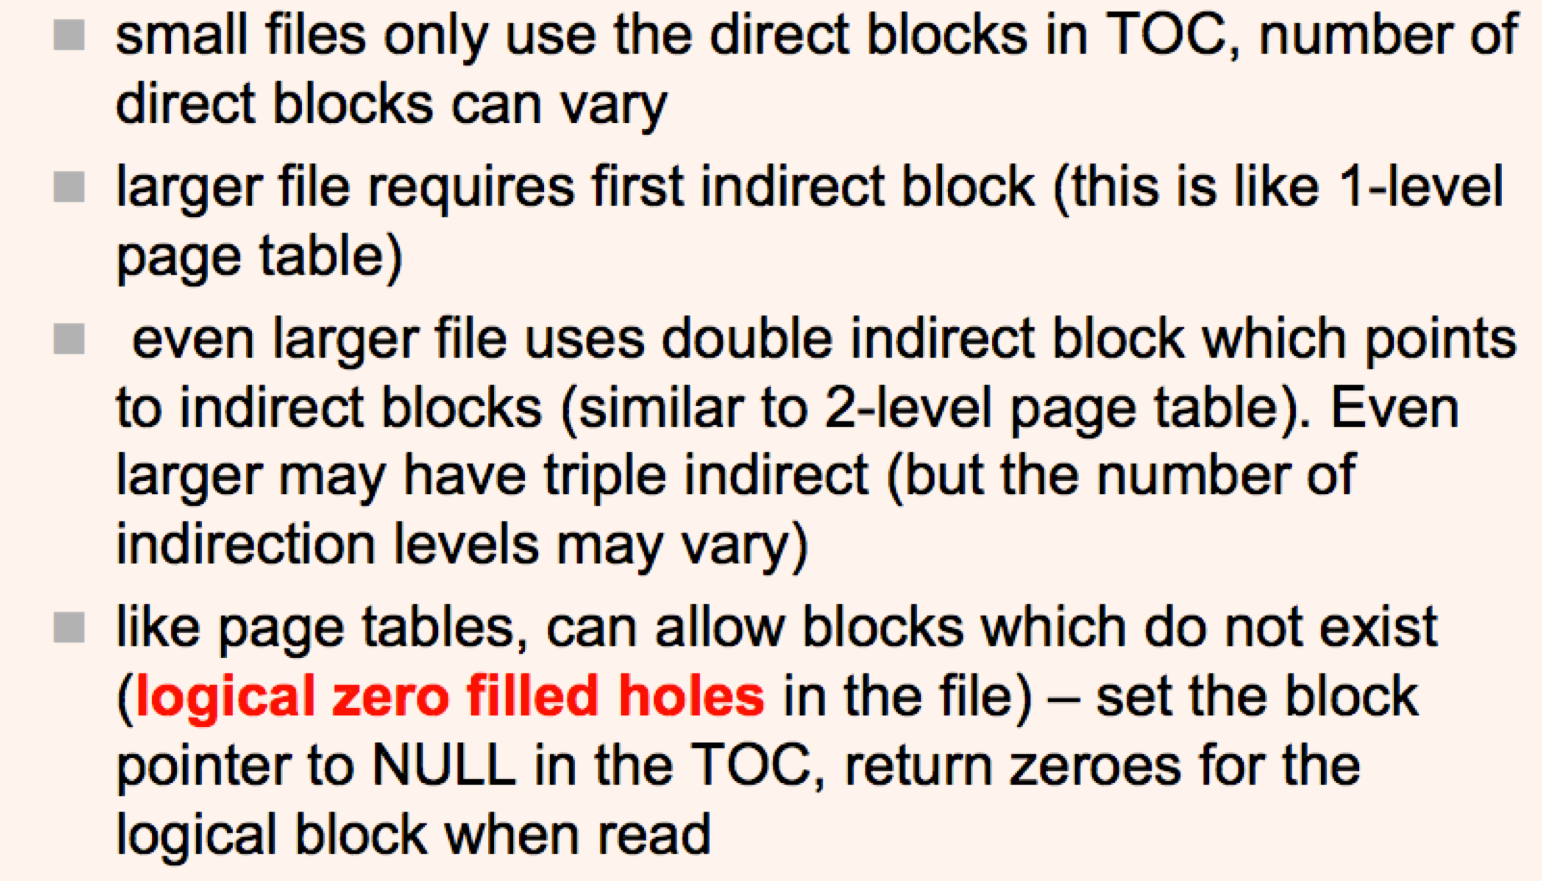 small files only use the direct blocks in TOC, number of
direct blocks can vary
larger file requires first indirect block (this is like 1-level
page table)
even larger file uses double indirect block which points
to indirect blocks (similar to 2-level page table). Even
larger may have triple indirect (but the number of
indirection levels may vary)
like page tables, can allow blocks which do not exist
(logical zero filled holes in the file) – set the block
pointer to NULL in the TOC, return zeroes for the
logical block when read